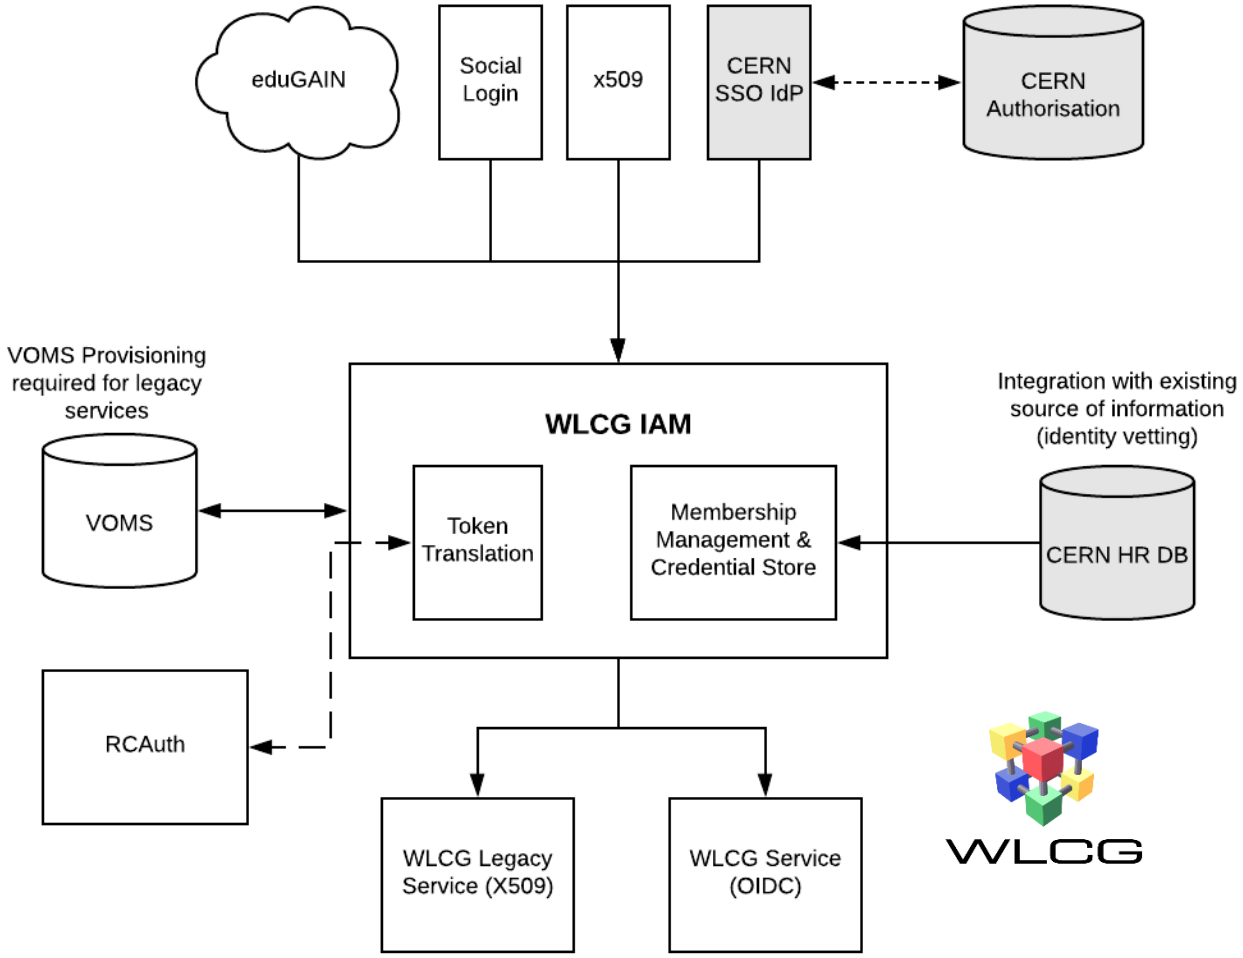 eduGAIN
Social
Login
x509
CERN
SSO IdP
CERN
Authorisation
VOMS Provisioning
required for legacy
services
VOMS
WLCG IAM
Token
Translation
Membership
Management &
Credential Store
Integration with existing
source of information
(identity vetting)
CERN HR DB
RCAuth
WLCG Legacy
Service (X509)
WLCG Service
(OIDC)
WLCG